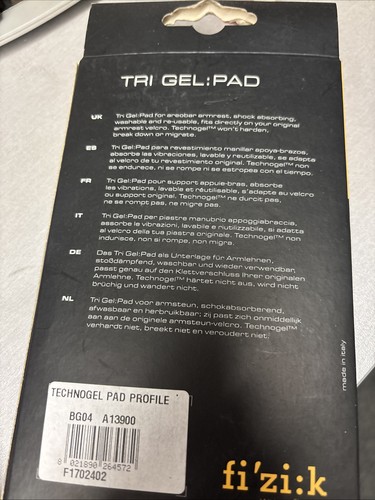 TRI GEL:PAD
UK Tri Gel:Pad for areobar armrest, shock absorbing,
washable and re-usable, fits directly on your original
armrest velcro. Technogel™ won't harden,
break down or migrate.
ES Tri Gel:Pad para revestimiento manillar apoya-brazos,
absorbe las vibraciones, lavable y reutilizable, se adapta
al velcro de tu revestimiento original. Technogel™ non
se endurece, ni se rompe ni se estropea con el tiempo.
FR Tri Gel:Pad pour support appuie-bras, absorbe
les vibrations, lavable et réutilisable, s'adapte au velcro
ou support original. Technogel™ ne durcit pas,
ne se rompt pas, ne migre pas.
IT Tri Gel:Pad per piastre manubrio appoggiabraccia,
assorbe le vibrazioni, lavabile e riutilizzabile, si adatta
al velcro della tua piastra originale. Technogel™ non
indurisce, non si rompe, non migra.
DE Das Tri Gel:Pad als Unterlage für Armlehnen,
stoßdämpfend, waschbar und wieder verwendbar,
passt genau auf den Klettverschluss Ihrer originalen
Armlehne. Technogel™ härtet nicht aus, wird nicht
brüchig und wandert nicht.
NL Tri Gel:Pad voor armsteun, schokabsorberend,
afwasbaar en herbruikbaar; zij past zich onmiddellijk
aan aan de originale armsteun-velcro. Technogel™
verhardt niet, breekt niet en veroudert niet.
made in italy
TECHNOGEL PAD PROFILE
BG04 A13900
8 021890 264572
F1702402
fi'zi:k